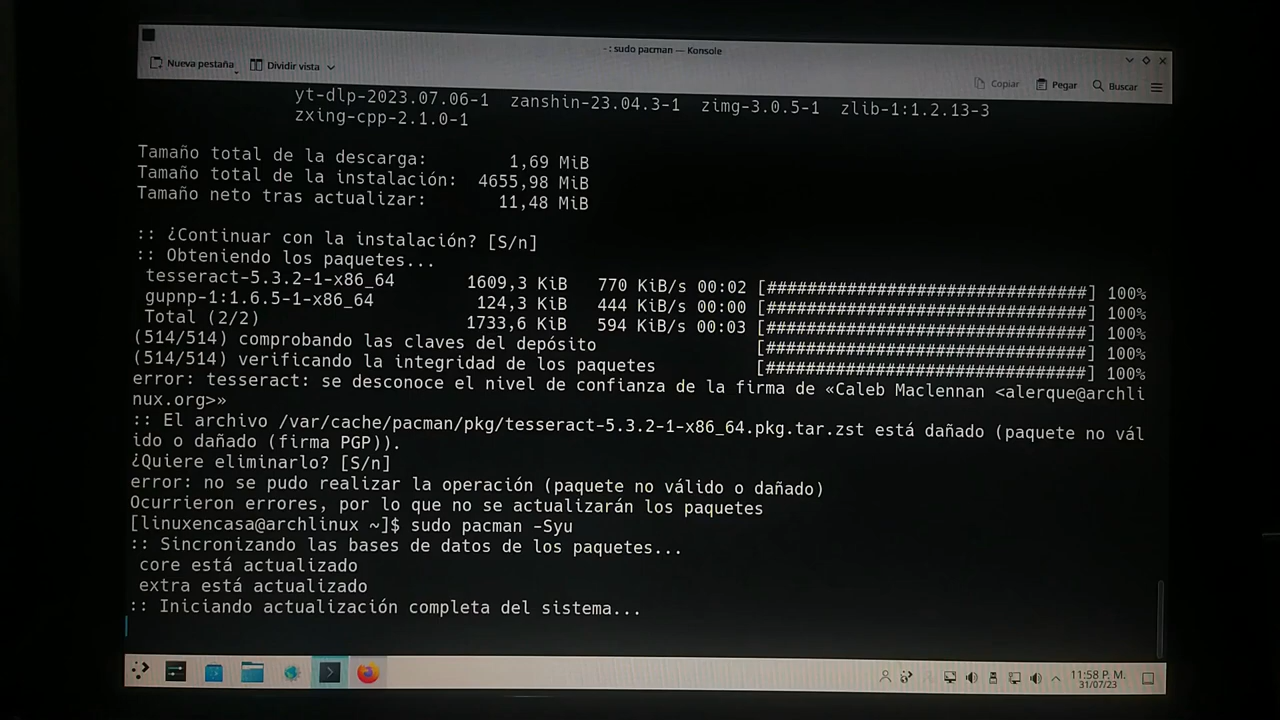 ~ : sudo pacman — Konsole
Nueva pestaña Dividir vista Copiar Pegar Buscar
yt-dlp-2023.07.06-1 zanshin-23.04.3-1 zimg-3.0.5-1 zlib-1:1.2.13-3
zxing-cpp-2.1.0-1
Tamaño total de la descarga: 1,69 MiB
Tamaño total de la instalación: 4655,98 MiB
Tamaño neto tras actualizar: 11,48 MiB
:: ¿Continuar con la instalación? [S/n]
:: Obteniendo los paquetes...
tesseract-5.3.2-1-x86_64 1609,3 KiB 770 KiB/s 00:02 [################################] 100%
gupnp-1:1.6.5-1-x86_64 124,3 KiB 444 KiB/s 00:00 [################################] 100%
Total (2/2) 1733,6 KiB 594 KiB/s 00:03 [################################] 100%
(514/514) comprobando las claves del depósito [################################] 100%
(514/514) verificando la integridad de los paquetes [################################] 100%
error: tesseract: se desconoce el nivel de confianza de la firma de «Caleb Maclennan <alerque@archli
nux.org>»
:: El archivo /var/cache/pacman/pkg/tesseract-5.3.2-1-x86_64.pkg.tar.zst está dañado (paquete no vál
ido o dañado (firma PGP)).
¿Quiere eliminarlo? [S/n]
error: no se pudo realizar la operación (paquete no válido o dañado)
Ocurrieron errores, por lo que no se actualizarán los paquetes
[linuxencasa@archlinux ~]$ sudo pacman -Syu
:: Sincronizando las bases de datos de los paquetes...
core está actualizado
extra está actualizado
:: Iniciando actualización completa del sistema...
11:58 P. M.
31/07/23